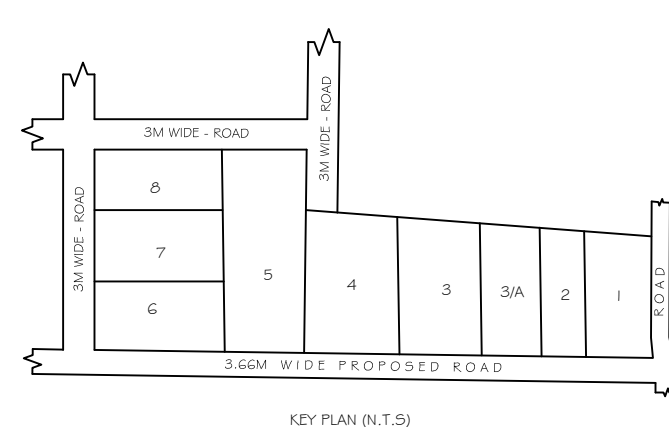 3M WIDE - ROAD
3M WIDE - ROAD
3M WIDE - ROAD
8
7
6
5
4
3
3/A
2
1
ROAD
3.66M WIDE PROPOSED ROAD
KEY PLAN (N.T.S)